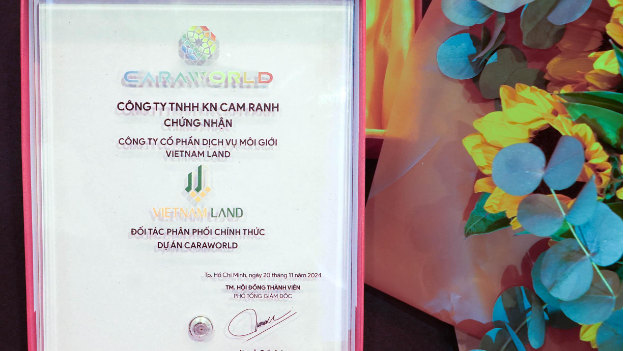 CARAWORLD
CÔNG TY TNHH KN CAM RANH
CHỨNG NHẬN
CÔNG TY CỔ PHẦN DỊCH VỤ MÔI GIỚI
VIETNAM LAND
VIETNAM LAND
ĐỐI TÁC PHÂN PHỐI CHÍNH THỨC
DỰ ÁN CARAWORLD
Tp. Hồ Chí Minh, ngày 20 tháng 11 năm 2024
TM. HỘI ĐỒNG THÀNH VIÊN
PHÓ TỔNG GIÁM ĐỐC